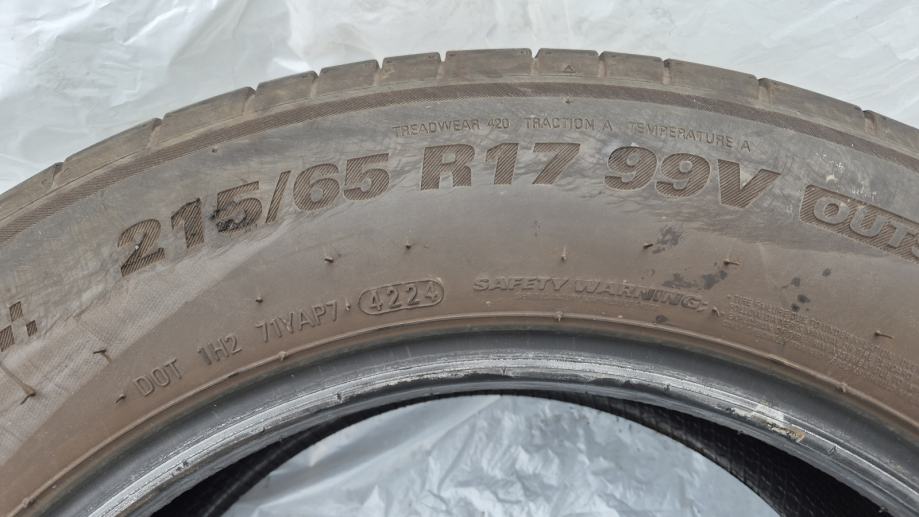 TREADWEAR 420 TRACTION A TEMPERATURE A
215/65 R17 99V
DOT 1H2 71YAP7 4224
SAFETY WARNING: